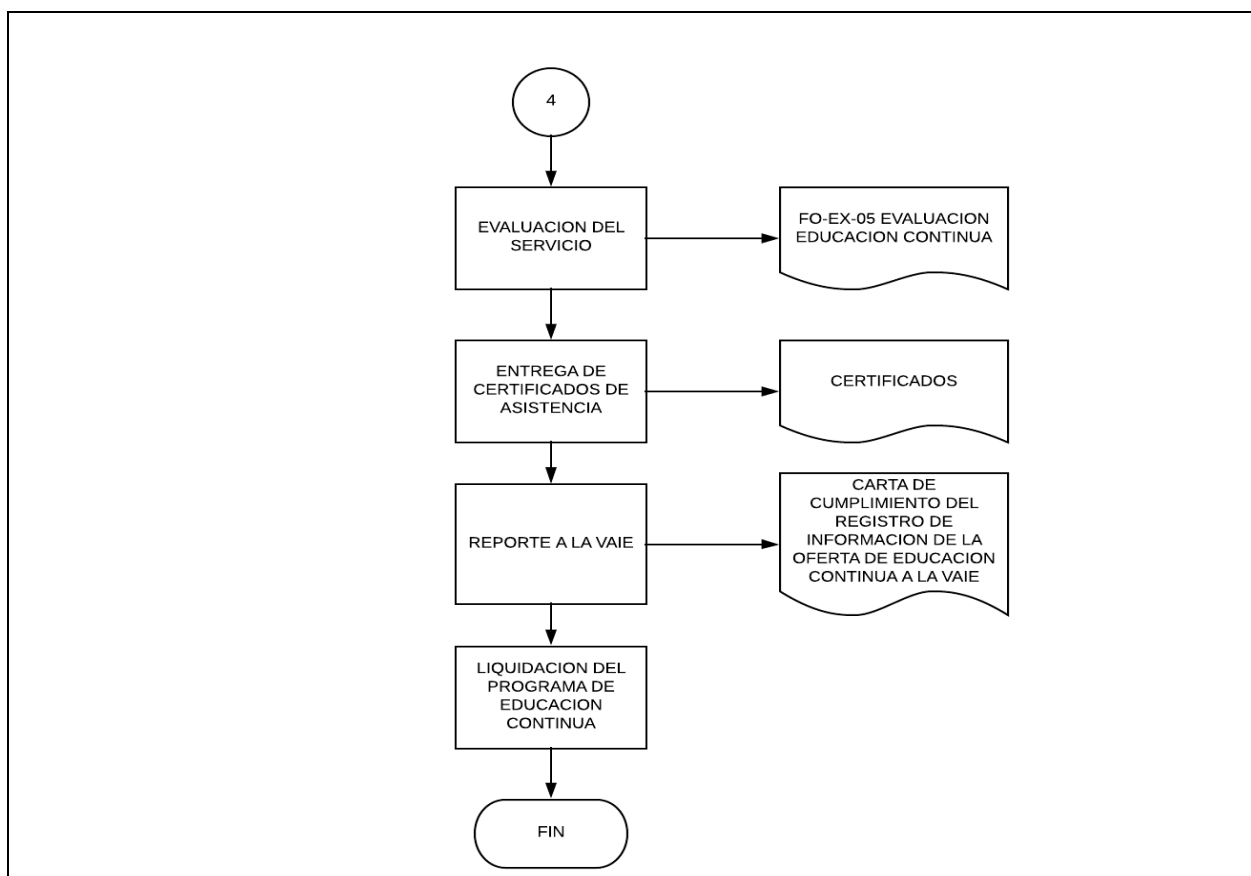 4
EVALUACION DEL
SERVICIO
FO-EX-05 EVALUACION
EDUCACION CONTINUA
ENTREGA DE
CERTIFICADOS DE
ASISTENCIA
CERTIFICADOS
REPORTE A LA VAIE
CARTA DE
CUMPLIMIENTO DEL
REGISTRO DE
INFORMACION DE LA
OFERTA DE EDUCACION
CONTINUA A LA VAIE
LIQUIDACION DEL
PROGRAMA DE
EDUCACION
CONTINUA
FIN